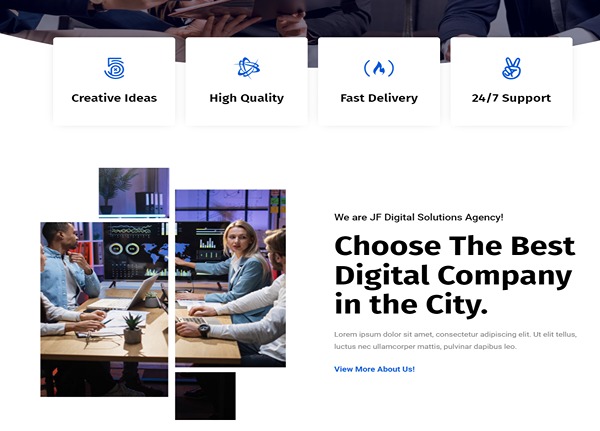 Creative Ideas
High Quality
Fast Delivery
24/7 Support
We are JF Digital Solutions Agency!
Choose The Best
Digital Company
in the City.
Lorem ipsum dolor sit amet, consectetur adipiscing elit. Ut elit tellus,
luctus nec ullamcorper mattis, pulvinar dapibus leo.
View More About Us!